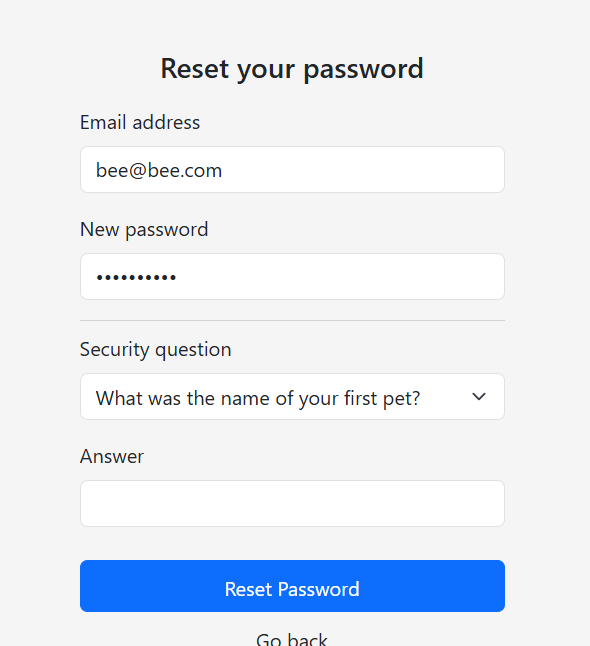 Reset your password
Email address
bee@bee.com
New password
••••••••••
Security question
What was the name of your first pet?
Answer
Reset Password
Go back